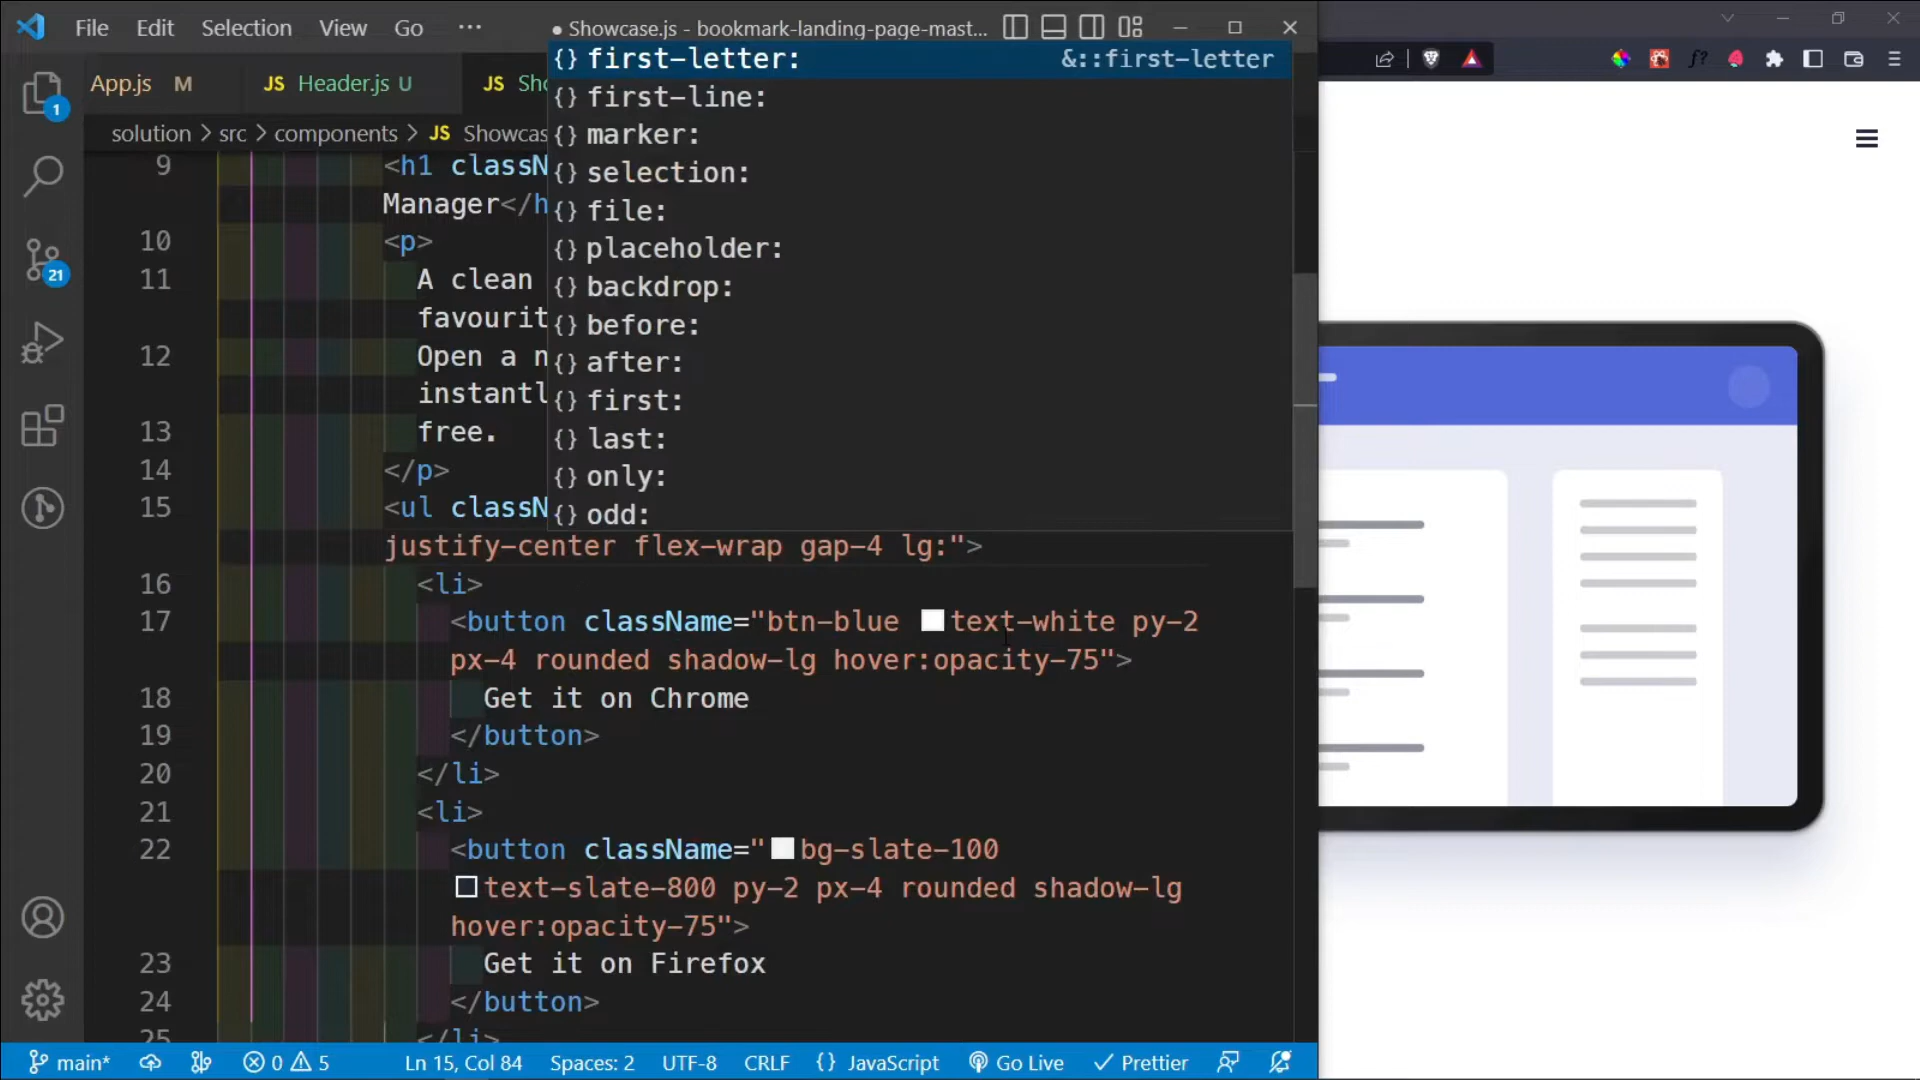 File Edit Selection View Go ··· ● Showcase.js - bookmark-landing-page-mast...
App.js M JS Header.js U JS
solution > src > components > JS
first-letter: &::first-letter
first-line:
marker:
selection:
file:
placeholder:
backdrop:
before:
after:
first:
last:
only:
odd:
9 <h1
Manager</h
10 <p>
11 A clean
12 Open a
13 free.
14 </p>
15 <ul
justify-center flex-wrap gap-4 lg:">
16 <li>
17 <button className="btn-blue text-white py-2
px-4 rounded shadow-lg hover:opacity-75">
18 Get it on Chrome
19 </button>
20 </li>
21 <li>
22 <button className="bg-slate-100
text-slate-800 py-2 px-4 rounded shadow-lg
hover:opacity-75">
23 Get it on Firefox
24 </button>
25 </li>
1
21
main* 0 5 Ln 15, Col 84 Spaces: 2 UTF-8 CRLF {} JavaScript Go Live Prettier